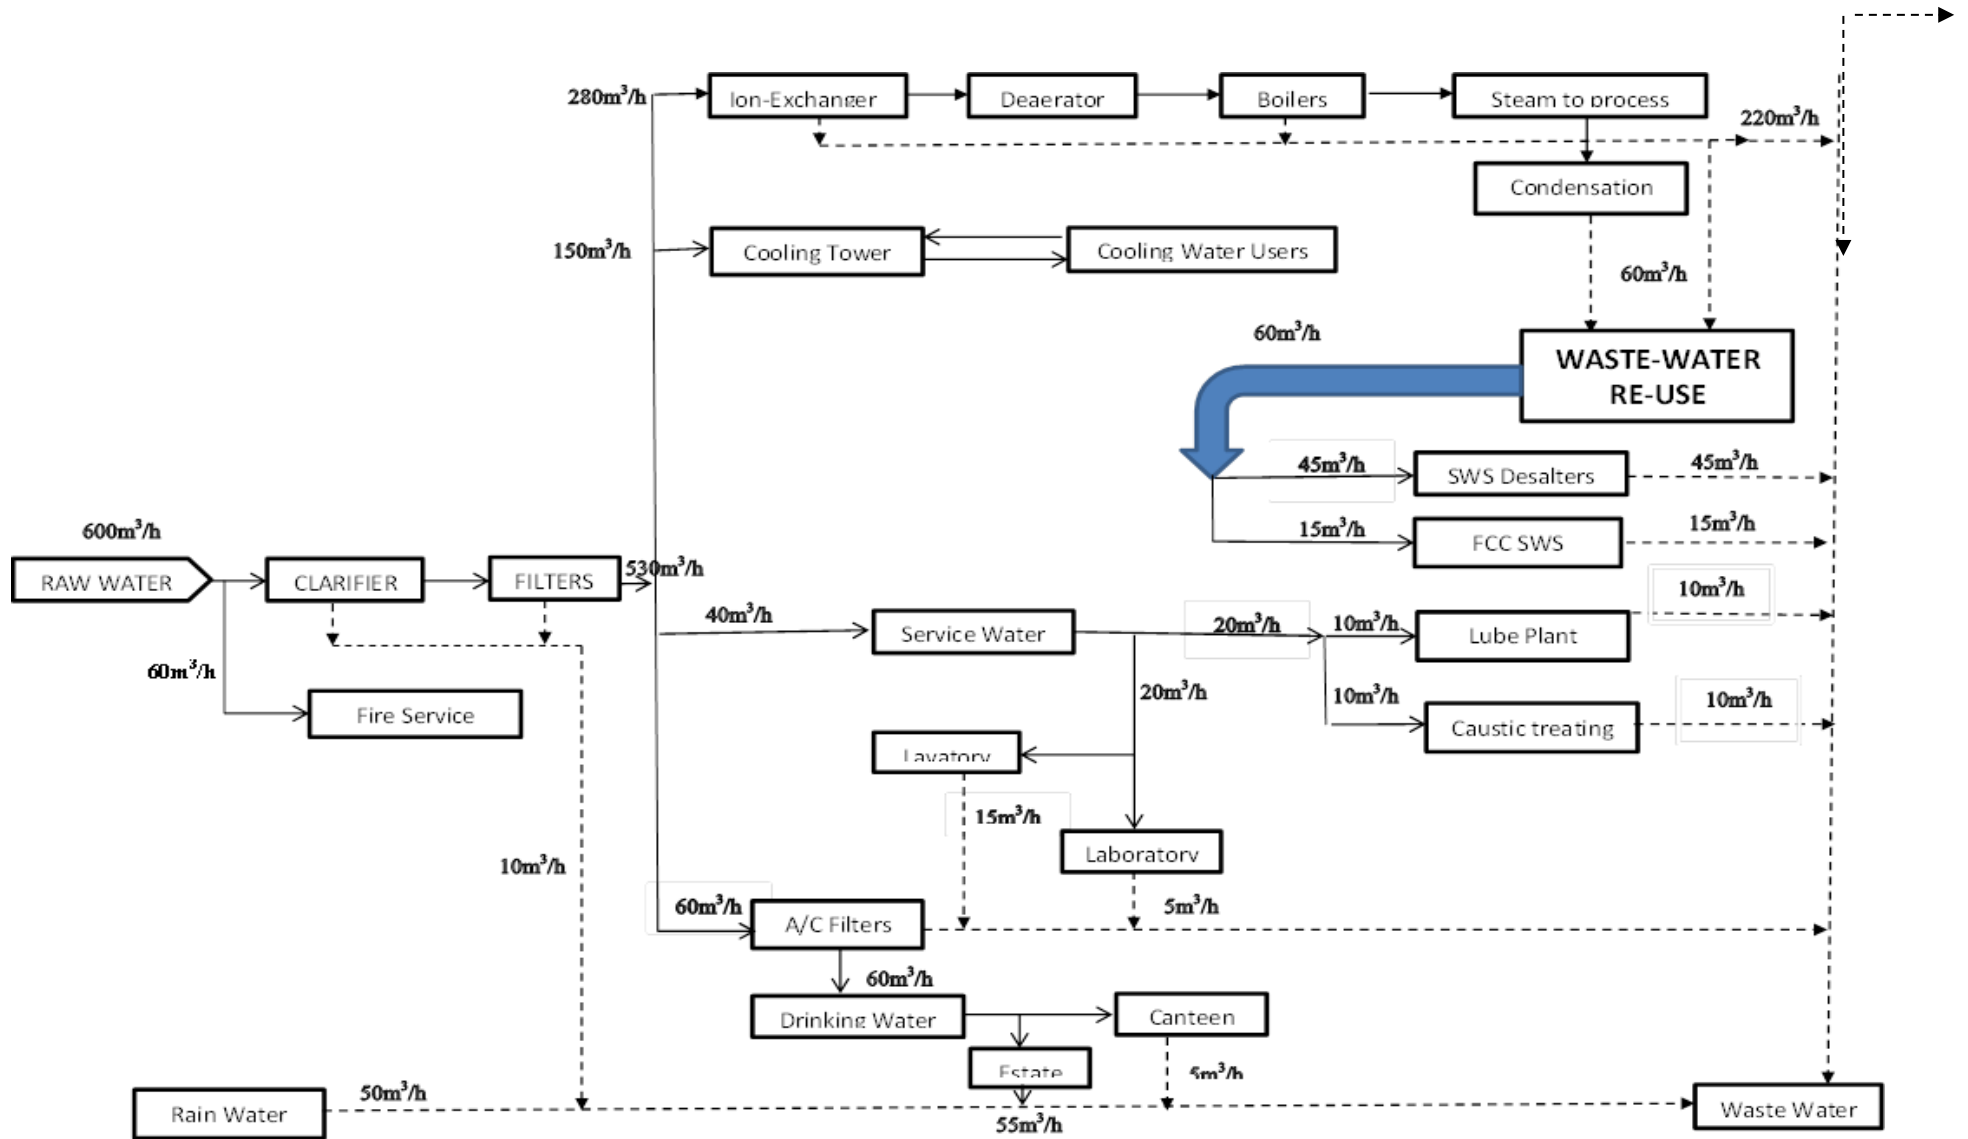 280m³/h
Ion-Exchanger
Deaerator
Boilers
Steam to process
220m³/h
Condensation
150m³/h
Cooling Tower
Cooling Water Users
60m³/h
60m³/h
WASTE-WATER
RE-USE
45m³/h
SWS Desalters
45m³/h
15m³/h
FCC SWS
15m³/h
600m³/h
RAW WATER
CLARIFIER
FILTERS
530m³/h
40m³/h
Service Water
20m³/h
10m³/h
Lube Plant
10m³/h
60m³/h
Fire Service
20m³/h
10m³/h
Caustic treating
10m³/h
Lavatory
15m³/h
Laboratory
10m³/h
60m³/h
A/C Filters
5m³/h
60m³/h
Drinking Water
Canteen
Estate
5m³/h
Rain Water
50m³/h
55m³/h
Waste Water